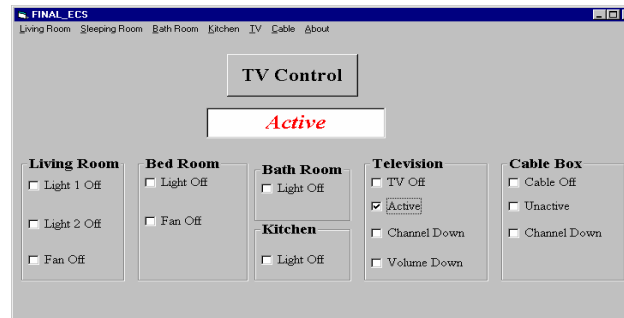 FINAL_ECS
Living Room Sleeping Room Bath Room Kitchen TV Cable About
TV Control
Active
Living Room
Light 1 Off
Light 2 Off
Fan Off
Bed Room
Light Off
Fan Off
Bath Room
Light Off
Kitchen
Light Off
Television
TV Off
Active
Channel Down
Volume Down
Cable Box
Cable Off
Unactive
Channel Down